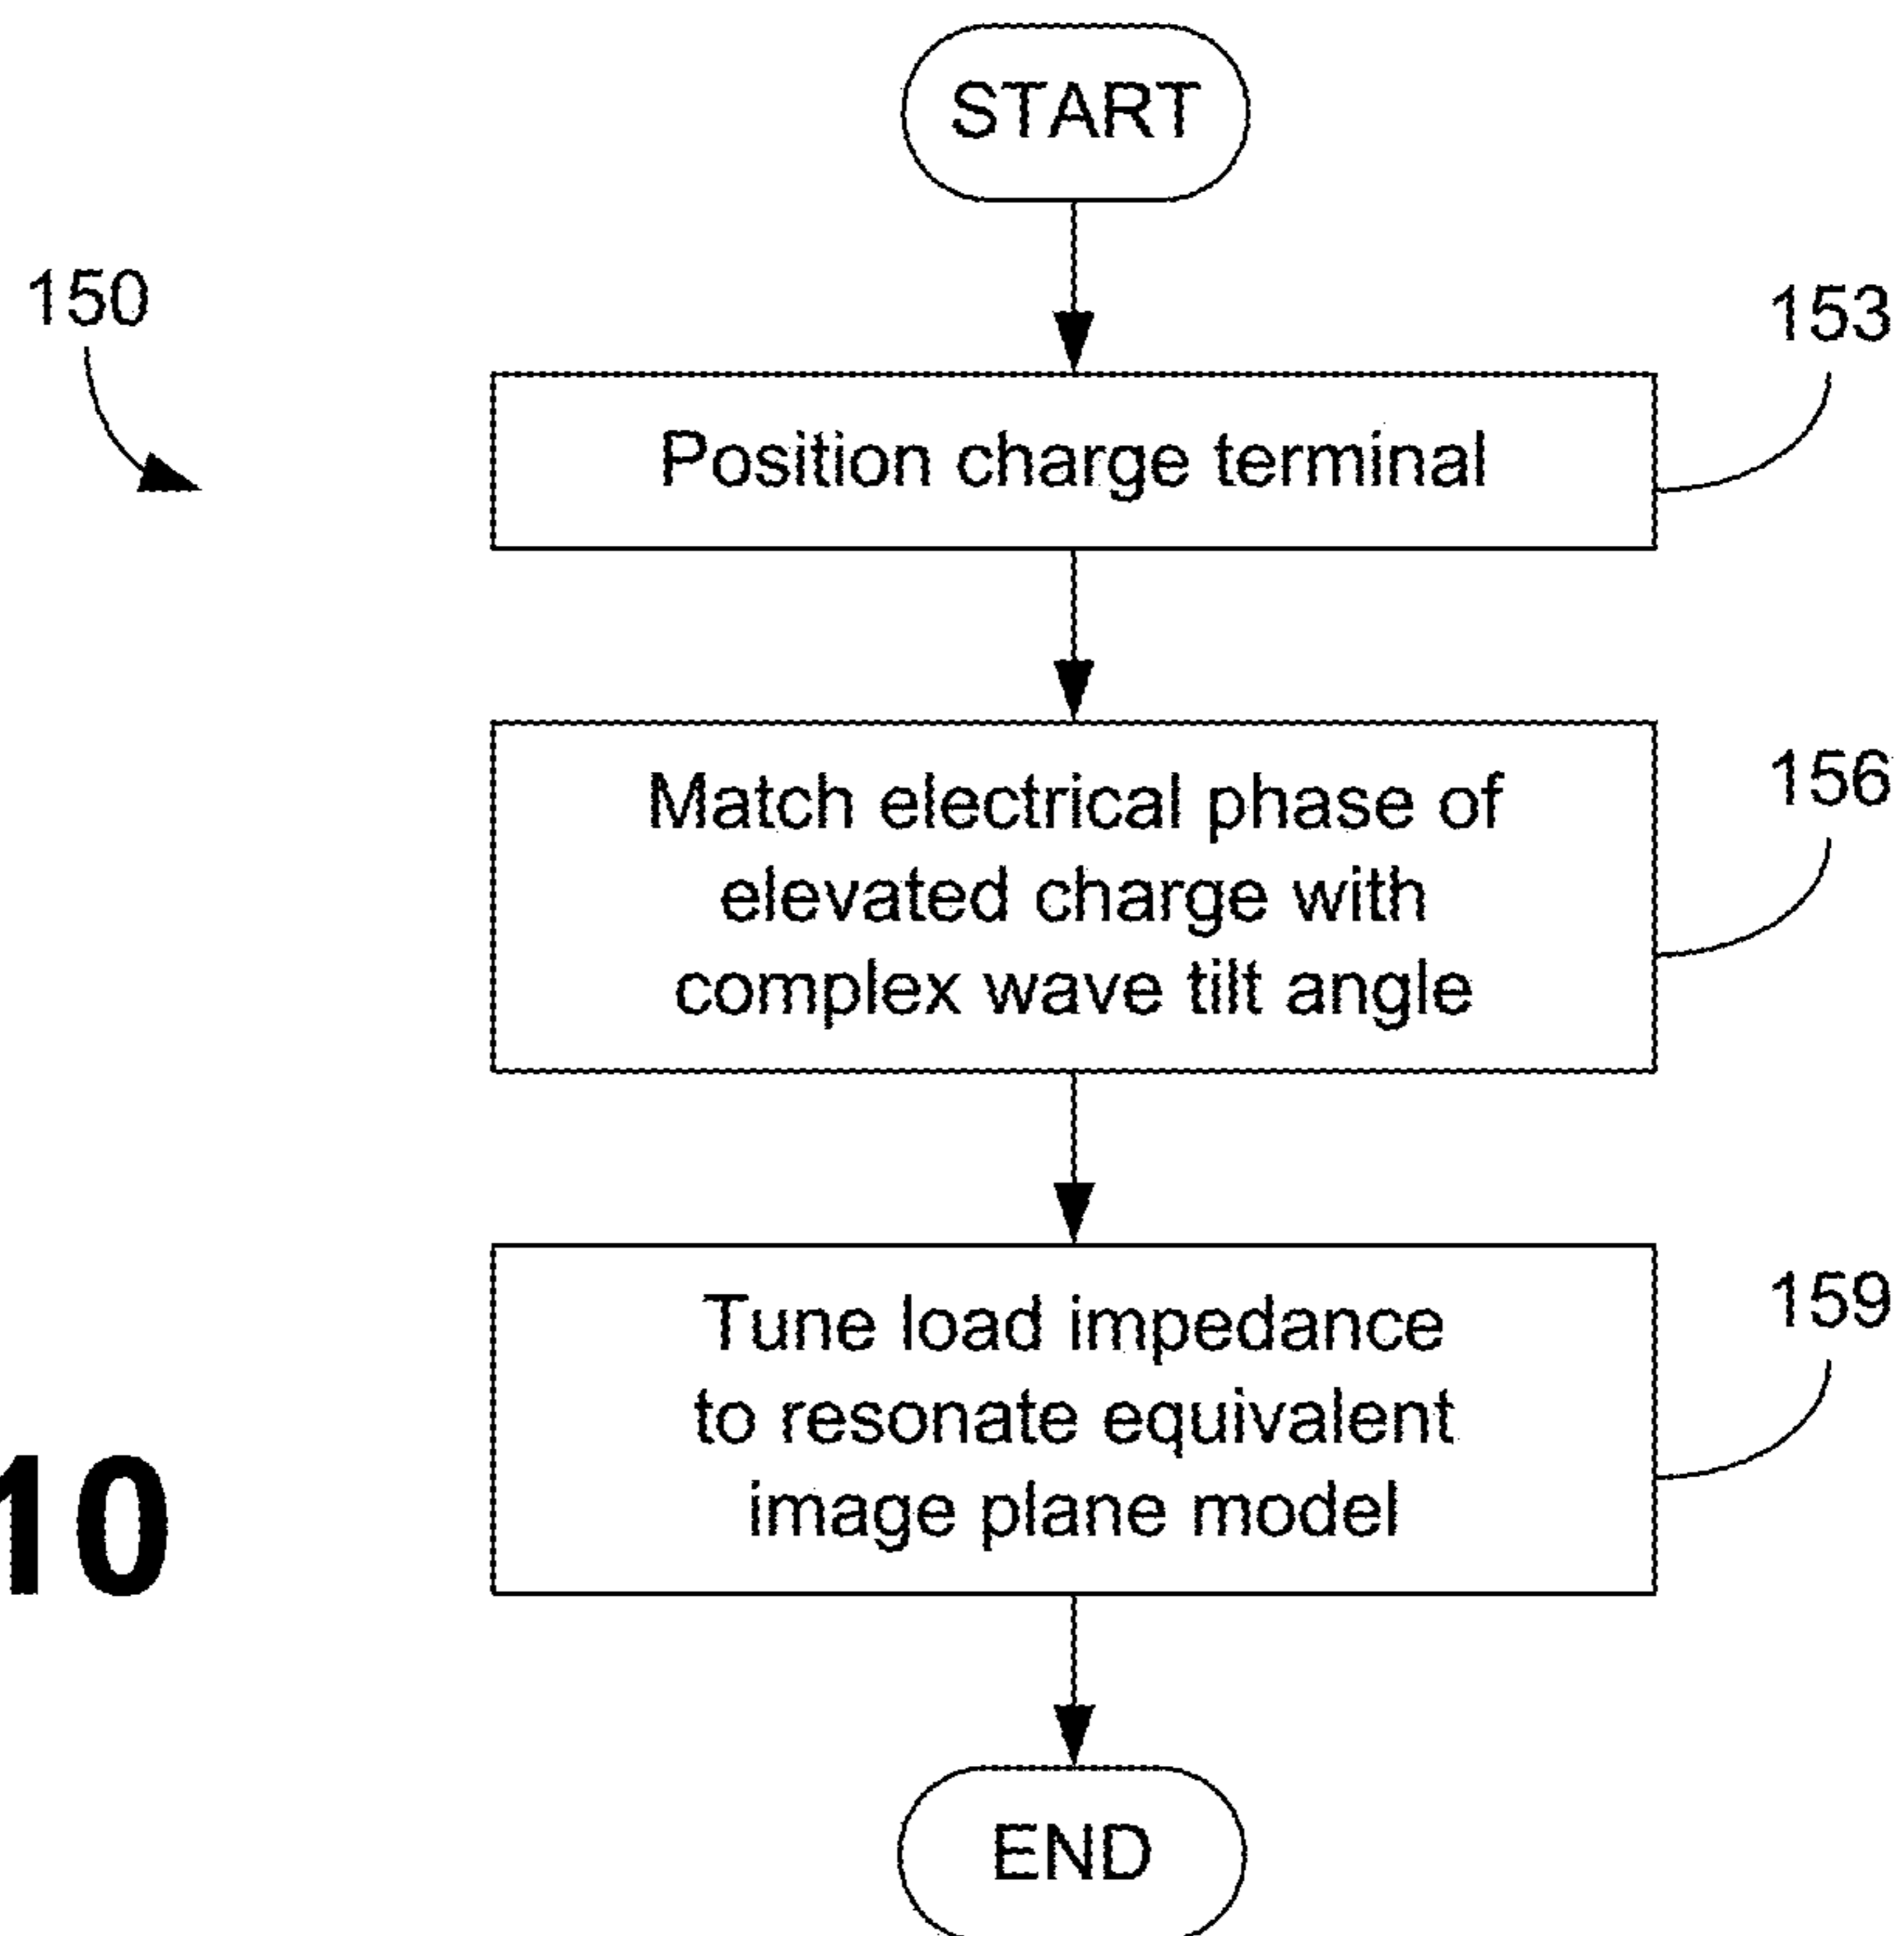 START
150
153
Position charge terminal
156
Match electrical phase of
elevated charge with
complex wave tilt angle
159
Tune load impedance
to resonate equivalent
image plane model
10
END